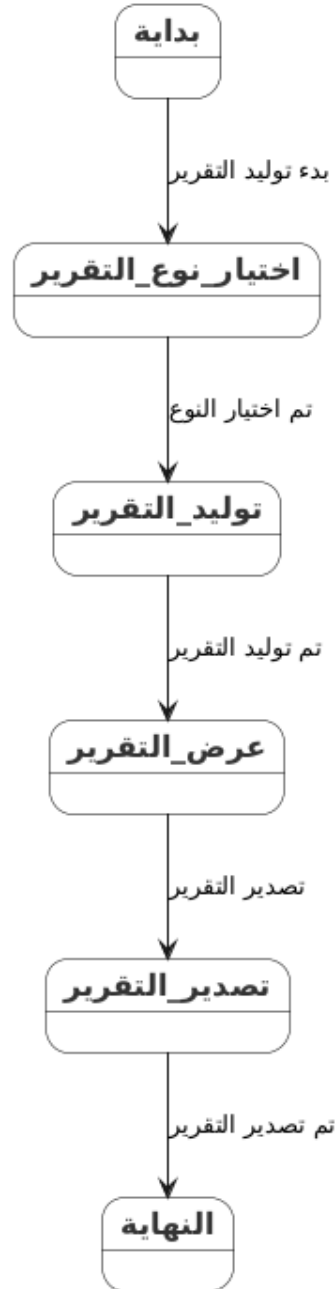 بداية
بدء توليد التقرير
اختيار_نوع_التقرير
تم اختيار النوع
توليد_التقرير
تم توليد التقرير
عرض_التقرير
تصدير التقرير
تصدير_التقرير
تم تصدير التقرير
النهاية